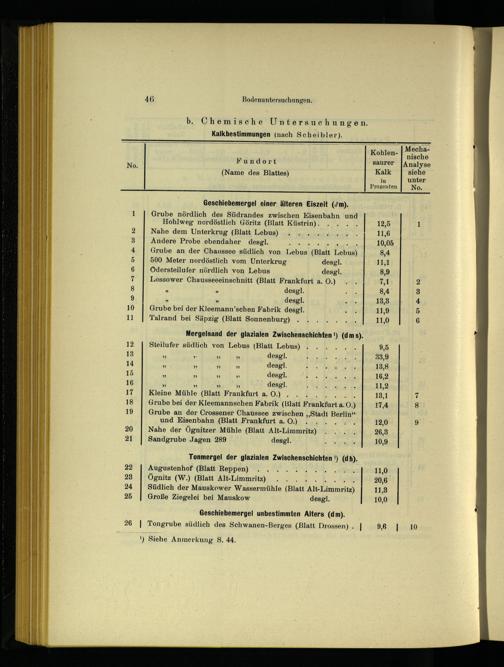 46 Bodenuntersuchungen.
b. Chemische Untersuchungen.
Kalkbestimmungen (nach Scheibler).
No. Fundort (Name des Blattes) Kohlensaurer Kalk in Prozenten Mechanische Analyse siehe unter No.
Geschiebemergel einer älteren Eiszeit (dm).
1 Grube nördlich des Südrandes zwischen Eisenbahn und
Hohlweg nordöstlich Göritz (Blatt Küstrin) . . . . . 12,5 1
2 Nahe dem Unterkrug (Blatt Lebus) . . . . . . . . 11,6
3 Andere Probe ebendaher desgl. . . . . . . . . . 10,05
4 Grube an der Chaussee südlich von Lebus (Blatt Lebus) 8,4
5 500 Meter nordöstlich vom Unterkrug desgl. 11,1
6 Odersteilufer nördlich von Lebus desgl. 8,9
7 Lossower Chausseeeinschnitt (Blatt Frankfurt a. O.) . . 7,1 2
8 „ „ desgl. . . 8,4 3
9 „ „ desgl. . . 13,3 4
10 Grube bei der Kleemann'schen Fabrik desgl. . . 11,9 5
11 Talrand bei Säpzig (Blatt Sonnenburg) . . . . . . . 11,0 6
Mergelsand der glazialen Zwischenschichten ¹) (dms).
12 Steilufer südlich von Lebus (Blatt Lebus) . . . . . . 9,5
13 „ „ „ „ desgl. . . . . . . 33,9
14 „ „ „ „ desgl. . . . . . . 13,8
15 „ „ „ „ desgl. . . . . . . 16,2
16 „ „ „ „ desgl. . . . . . . 11,2
17 Kleine Mühle (Blatt Frankfurt a. O.) . . . . . . . . 13,1 7
18 Grube bei der Kleemannschen Fabrik (Blatt Frankfurt a. O.) 17,4 8
19 Grube an der Crossener Chaussee zwischen „Stadt Berlin“
und Eisenbahn (Blatt Frankfurt a. O.) . . . . . . 12,0 9
20 Nahe der Ögnitzer Mühle (Blatt Alt-Limmritz) . . . . 26,3
21 Sandgrube Jagen 289 desgl. . . . . 10,9
Tonmergel der glazialen Zwischenschichten ¹) (dh).
22 Augustenhof (Blatt Reppen) . . . . . . . . . . . 11,0
23 Ögnitz (W.) (Blatt Alt-Limmritz) . . . . . . . . . 20,6
24 Südlich der Mauskower Wassermühle (Blatt Alt-Limmritz) 11,3
25 Große Ziegelei bei Mauskow desgl. 10,0
Geschiebemergel unbestimmten Alters (dm).
26 Tongrube südlich des Schwanen-Berges (Blatt Drossen) . 9,6 10
¹) Siehe Anmerkung S. 44.